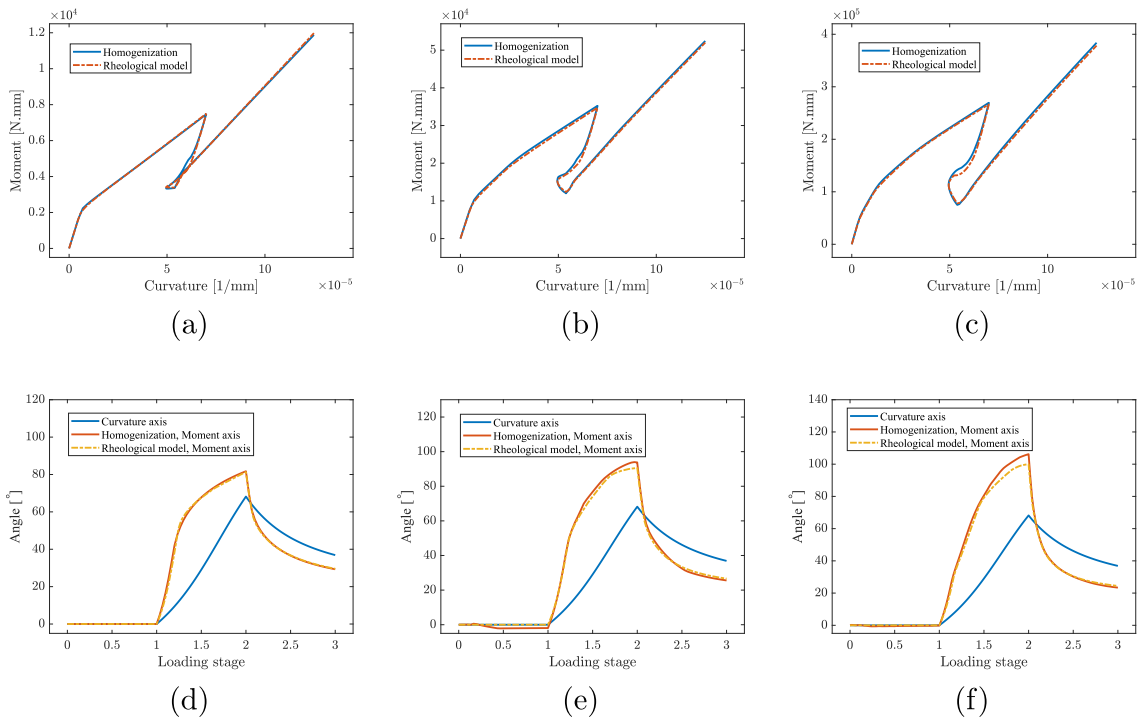 ×10⁴
1.2
1
0.8
0.6
0.4
0.2
0
Moment [N.mm]
Homogenization
Rheological model
0
5
10
Curvature [1/mm]
×10⁻⁵
(a)
×10⁴
5
4
3
2
1
0
Moment [N.mm]
Homogenization
Rheological model
0
5
10
Curvature [1/mm]
×10⁻⁵
(b)
×10⁵
4
3
2
1
0
Moment [N.mm]
Homogenization
Rheological model
0
5
10
Curvature [1/mm]
×10⁻⁵
(c)
120
100
80
60
40
20
0
Angle [°]
Curvature axis
Homogenization, Moment axis
Rheological model, Moment axis
0
0.5
1
1.5
2
2.5
3
Loading stage
(d)
120
100
80
60
40
20
0
Angle [°]
Curvature axis
Homogenization, Moment axis
Rheological model, Moment axis
0
0.5
1
1.5
2
2.5
3
Loading stage
(e)
140
120
100
80
60
40
20
0
Angle [°]
Curvature axis
Homogenization, Moment axis
Rheological model, Moment axis
0
0.5
1
1.5
2
2.5
3
Loading stage
(f)